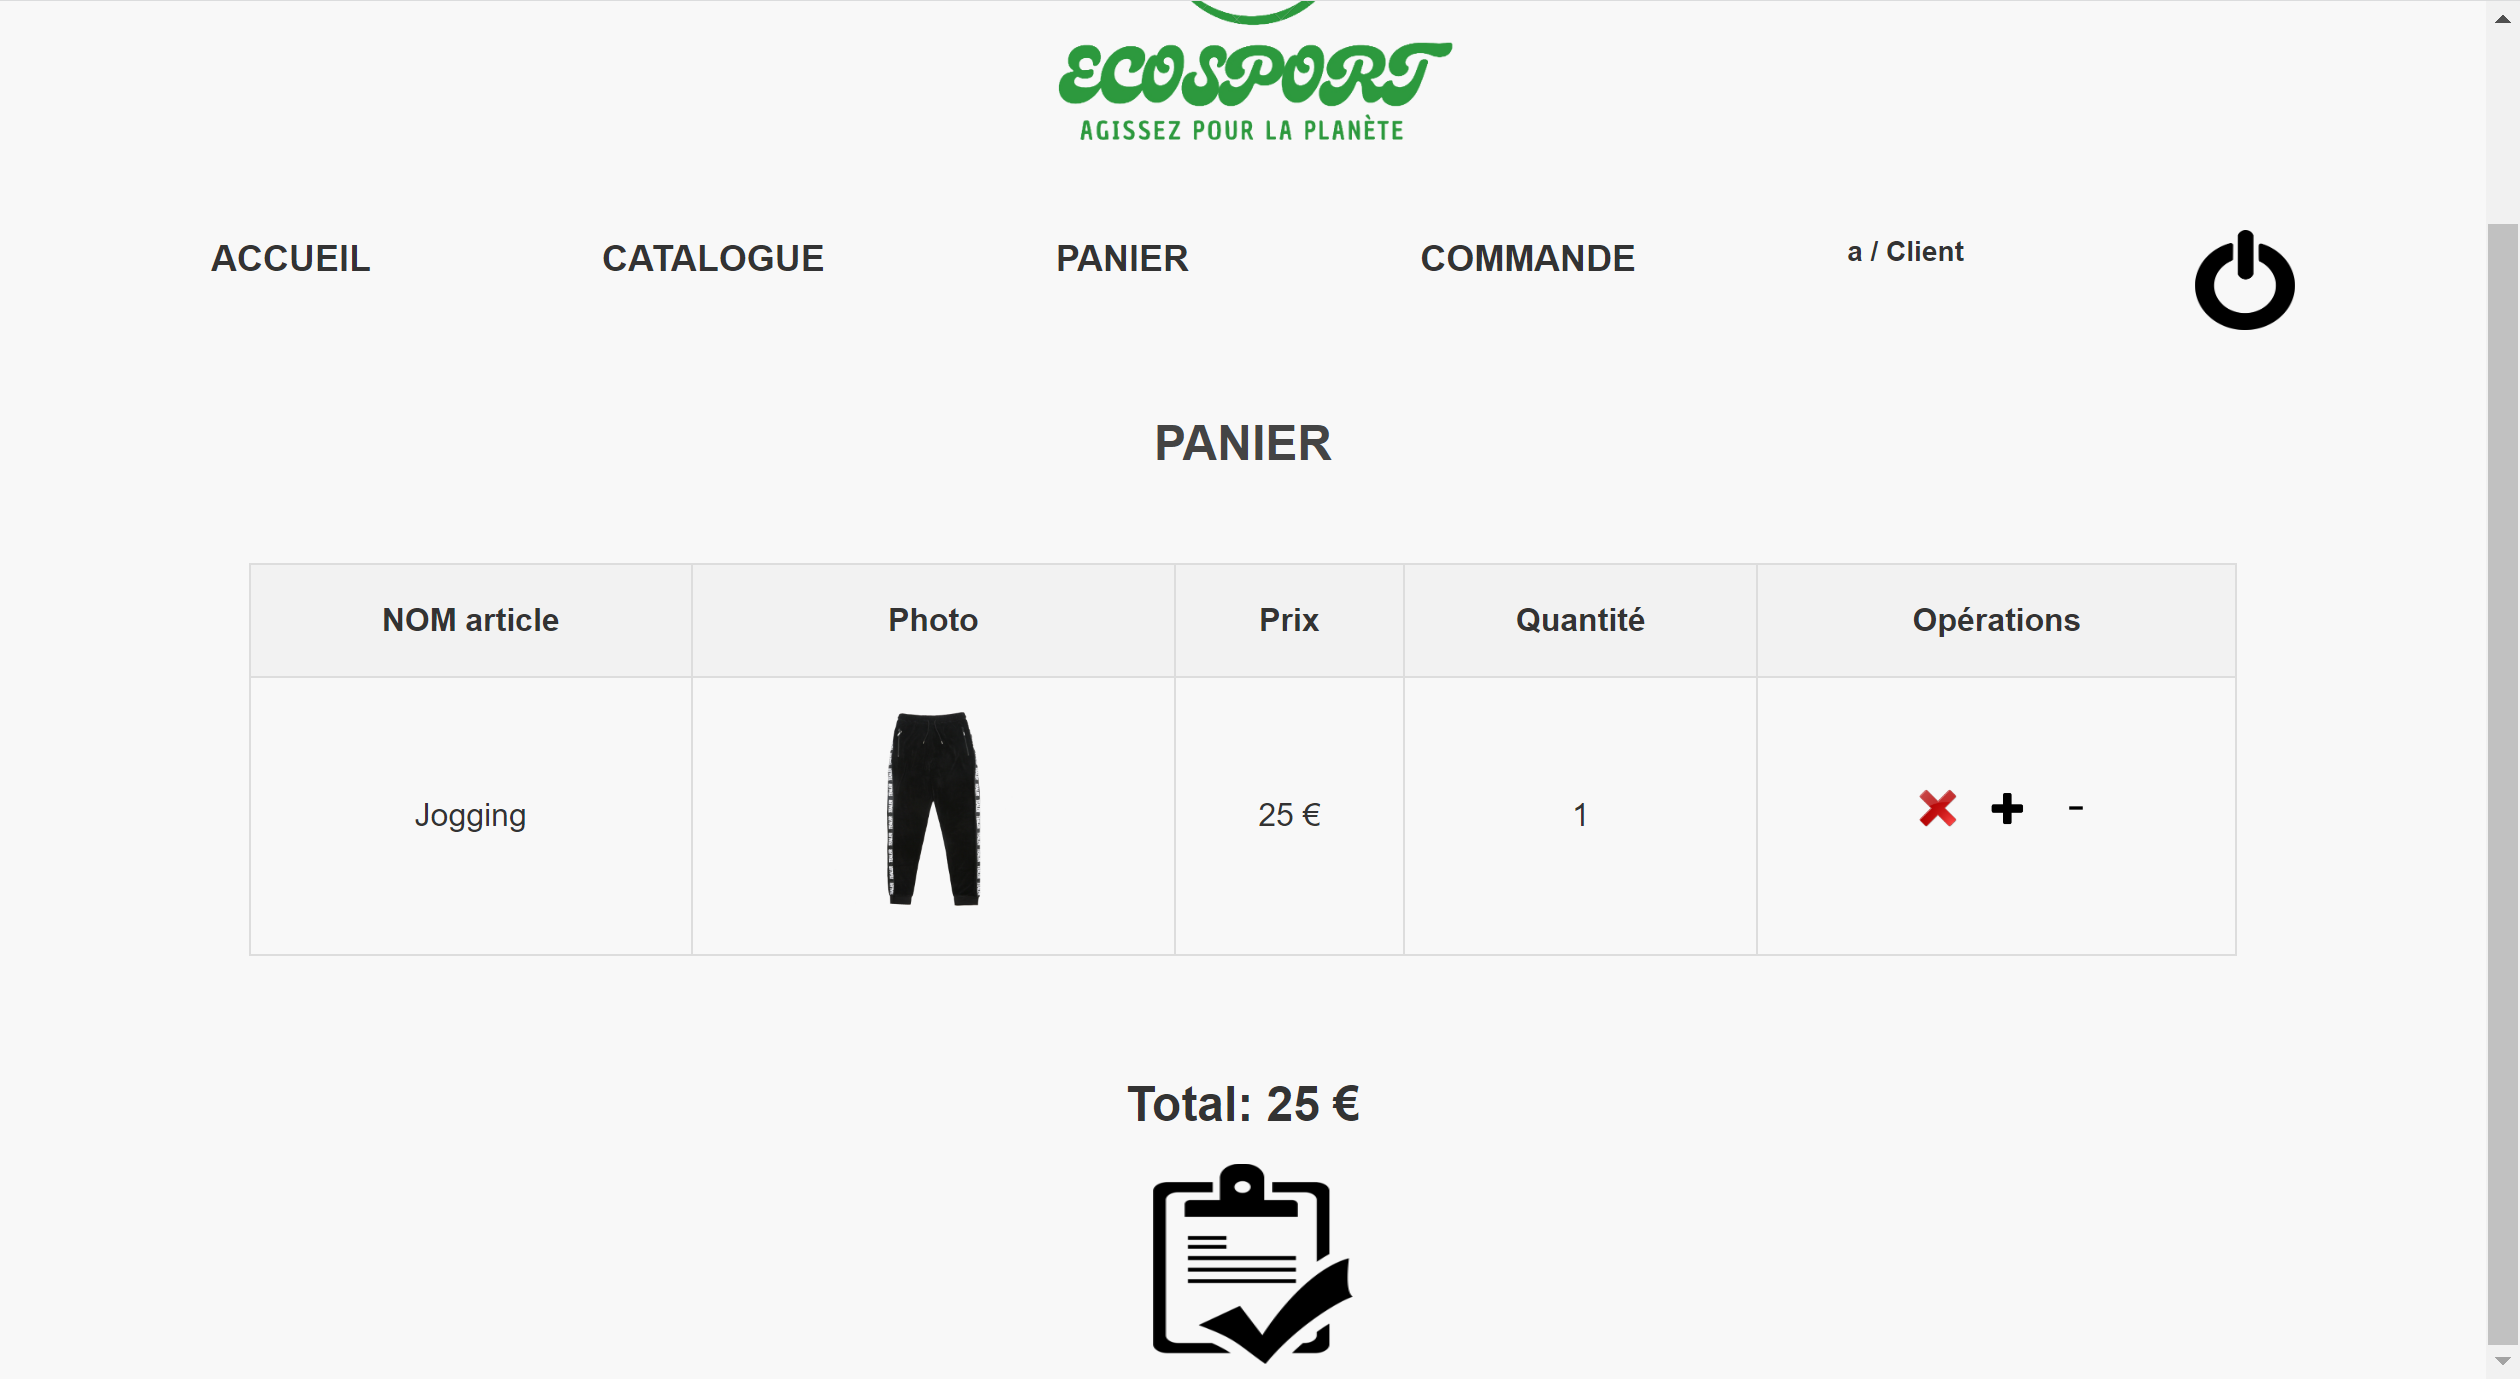 ECOSPORT
AGISSEZ POUR LA PLANÈTE
ACCUEIL CATALOGUE PANIER COMMANDE a / Client
PANIER
NOM article Photo Prix Quantité Opérations
Jogging 25 € 1
Total: 25 €